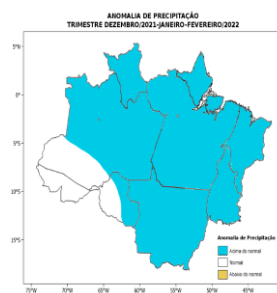 ANOMALIA DE PRECIPITAÇÃO
TRIMESTRE DEZEMBRO/2021-JANEIRO-FEVEREIRO/2022
5°N
0°
5°S
10°S
15°S
Anomalia de Precipitação
Acima do normal
Normal
Abaixo do normal
75°W 70°W 65°W 60°W 55°W 50°W 45°W